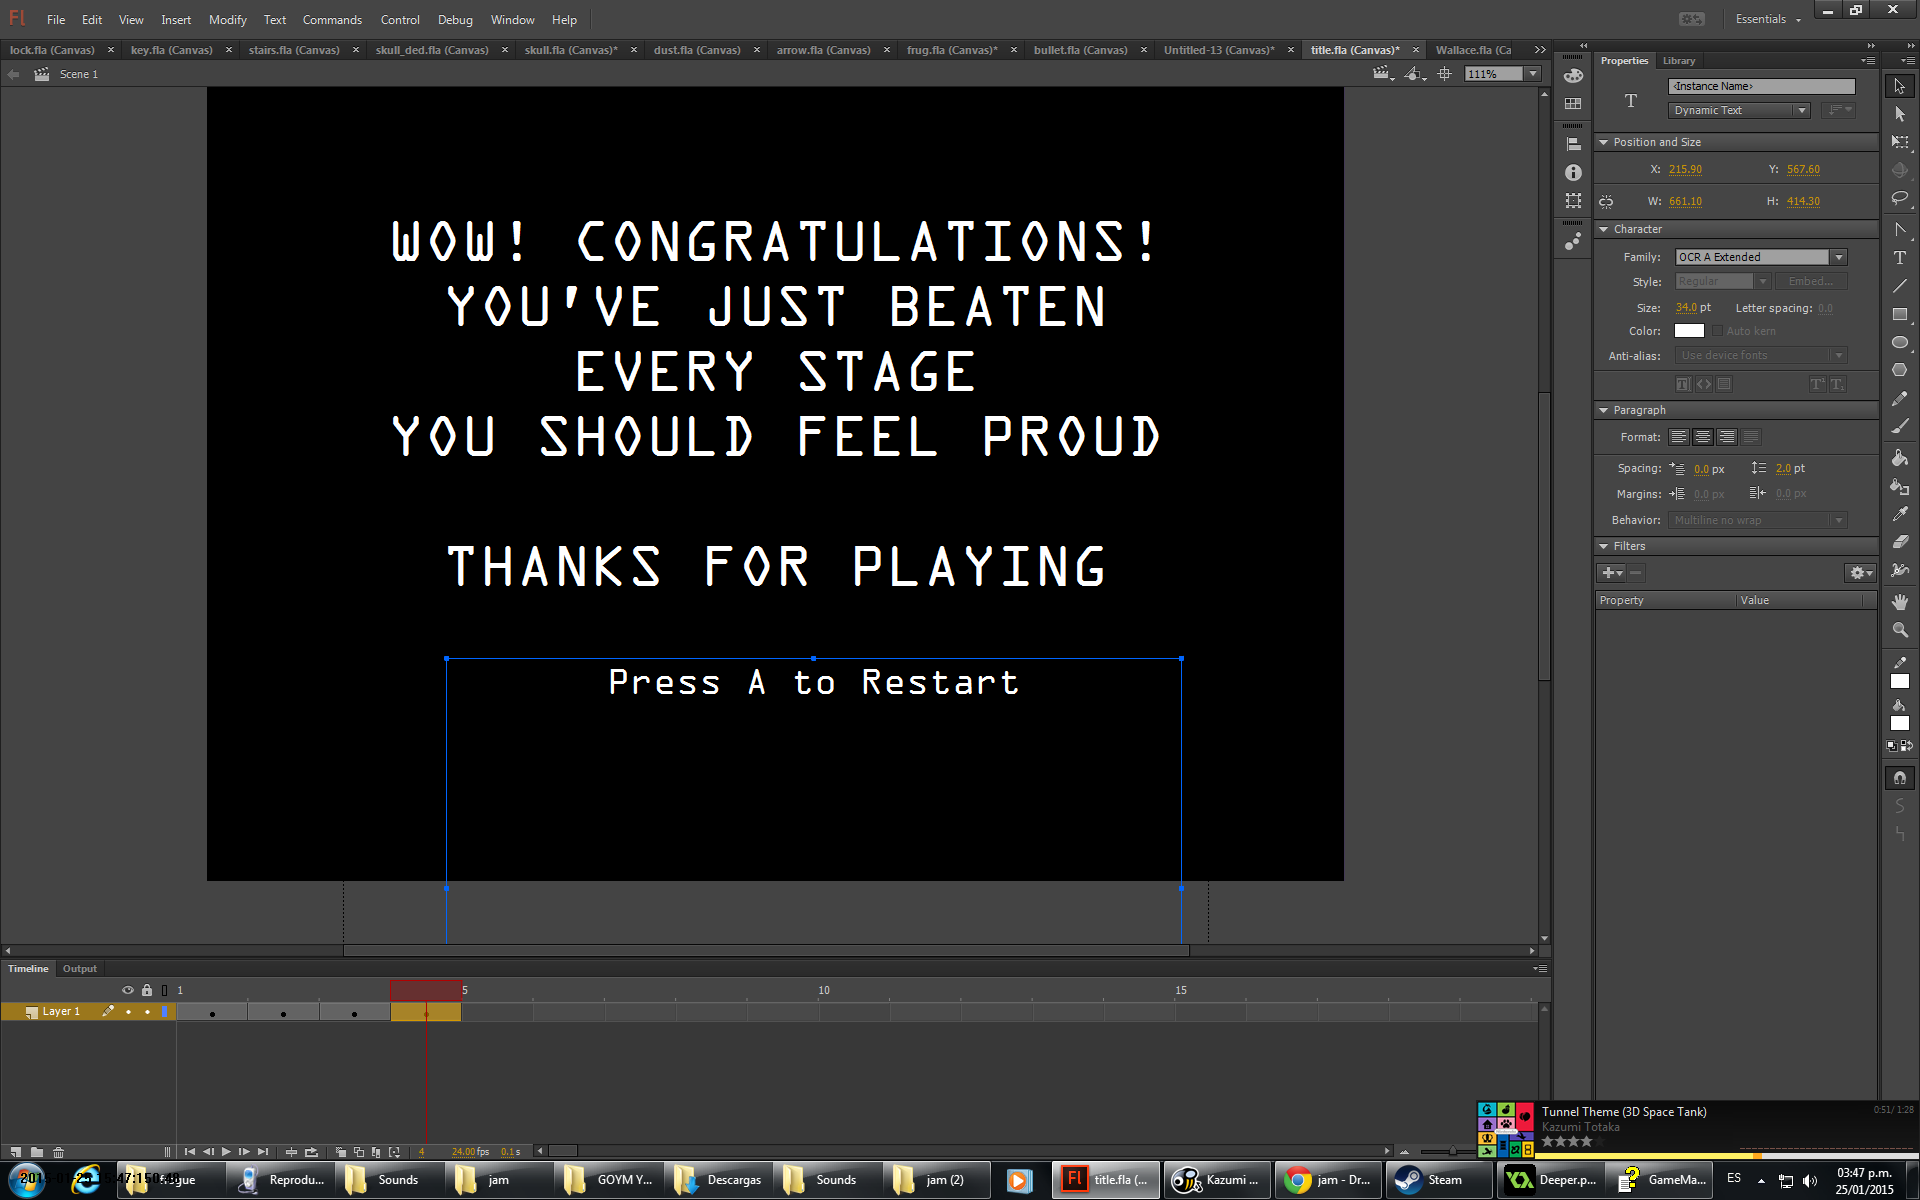 Fl File Edit View Insert Modify Text Commands Control Debug Window Help Essentials
lock.fla (Canvas) × key.fla (Canvas) × stairs.fla (Canvas) × skull_ded.fla (Canvas) × skull.fla (Canvas)* × dust.fla (Canvas) × arrow.fla (Canvas) × frug.fla (Canvas)* × bullet.fla (Canvas) × Untitled-13 (Canvas)* × title.fla (Canvas)* × Wallace.fla (Ca
Scene 1 111%
WOW! CONGRATULATIONS!
YOU'VE JUST BEATEN
EVERY STAGE
YOU SHOULD FEEL PROUD
THANKS FOR PLAYING
Press A to Restart
Properties Library
<Instance Name>
Dynamic Text
Position and Size
X: 215.90 Y: 567.60
W: 661.10 H: 414.30
Character
Family: OCR A Extended
Style: Regular Embed...
Size: 34.0 pt Letter spacing: 0.0
Color: Auto kern
Anti-alias: Use device fonts
Paragraph
Format:
Spacing: 0.0 px 2.0 pt
Margins: 0.0 px 0.0 px
Behavior: Multiline no wrap
Filters
Property Value
Timeline Output
1 5 10 15
Layer 1
4 24.00 fps 0.1 s
Tunnel Theme (3D Space Tank) 0:51/ 1:28
Kazumi Totaka
Reprodu... Sounds jam GOYM Y... Descargas Sounds jam (2) title.fla (... Kazumi ... jam - Dr... Steam Deeper.p... GameMa... ES 03:47 p.m.
25/01/2015